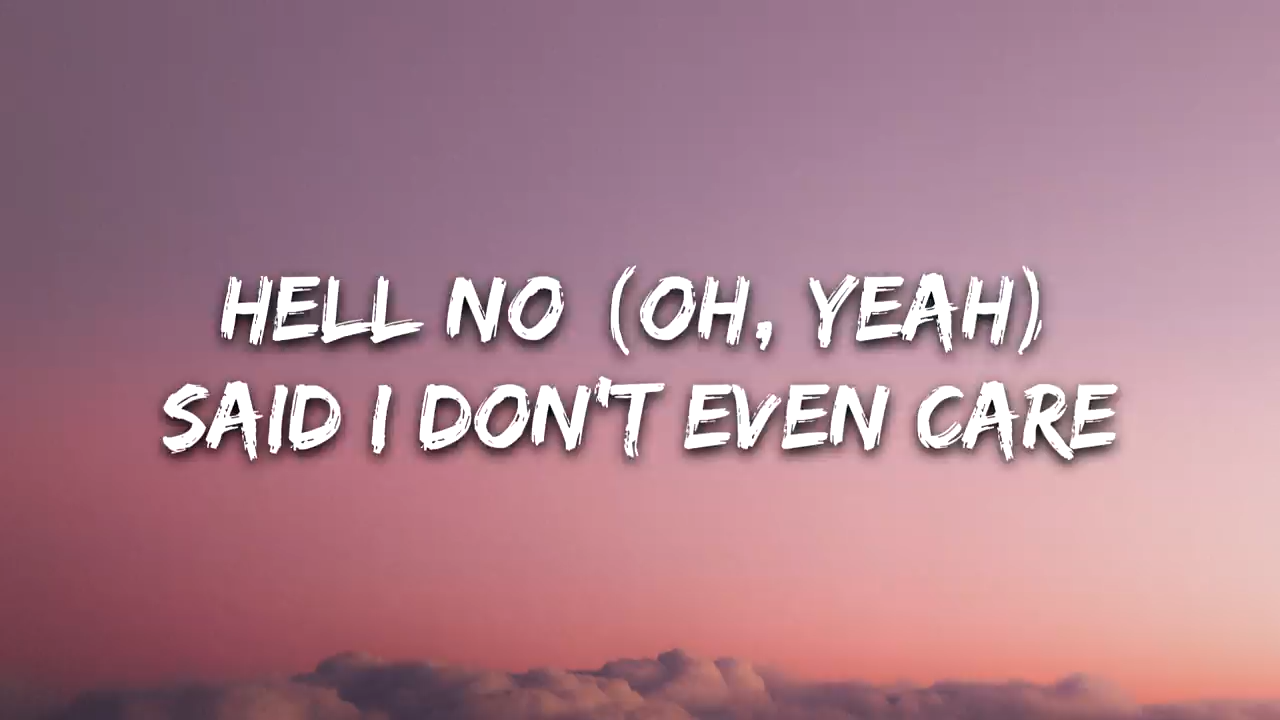 HELL NO (OH, YEAH)
SAID I DON'T EVEN CARE